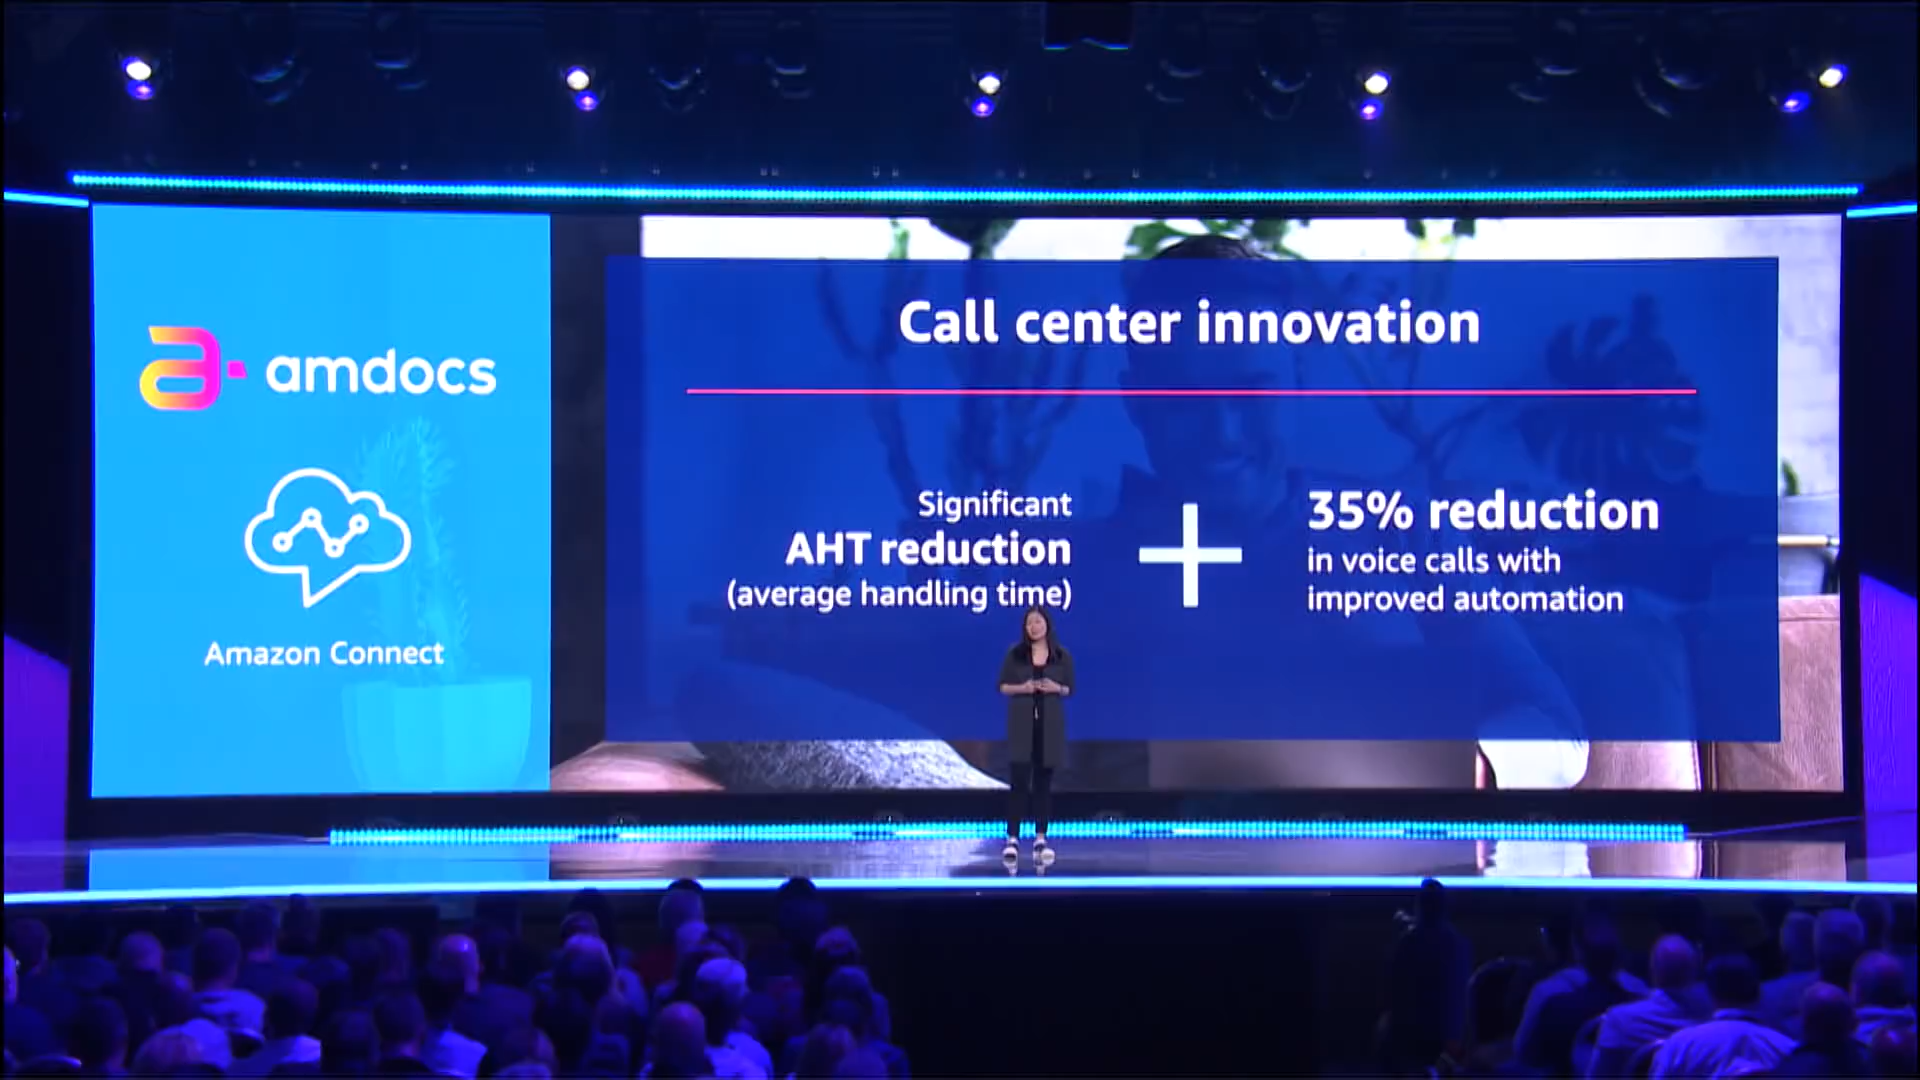 amdocs
Amazon Connect
Call center innovation
Significant
AHT reduction
(average handling time)
35% reduction
in voice calls with
improved automation